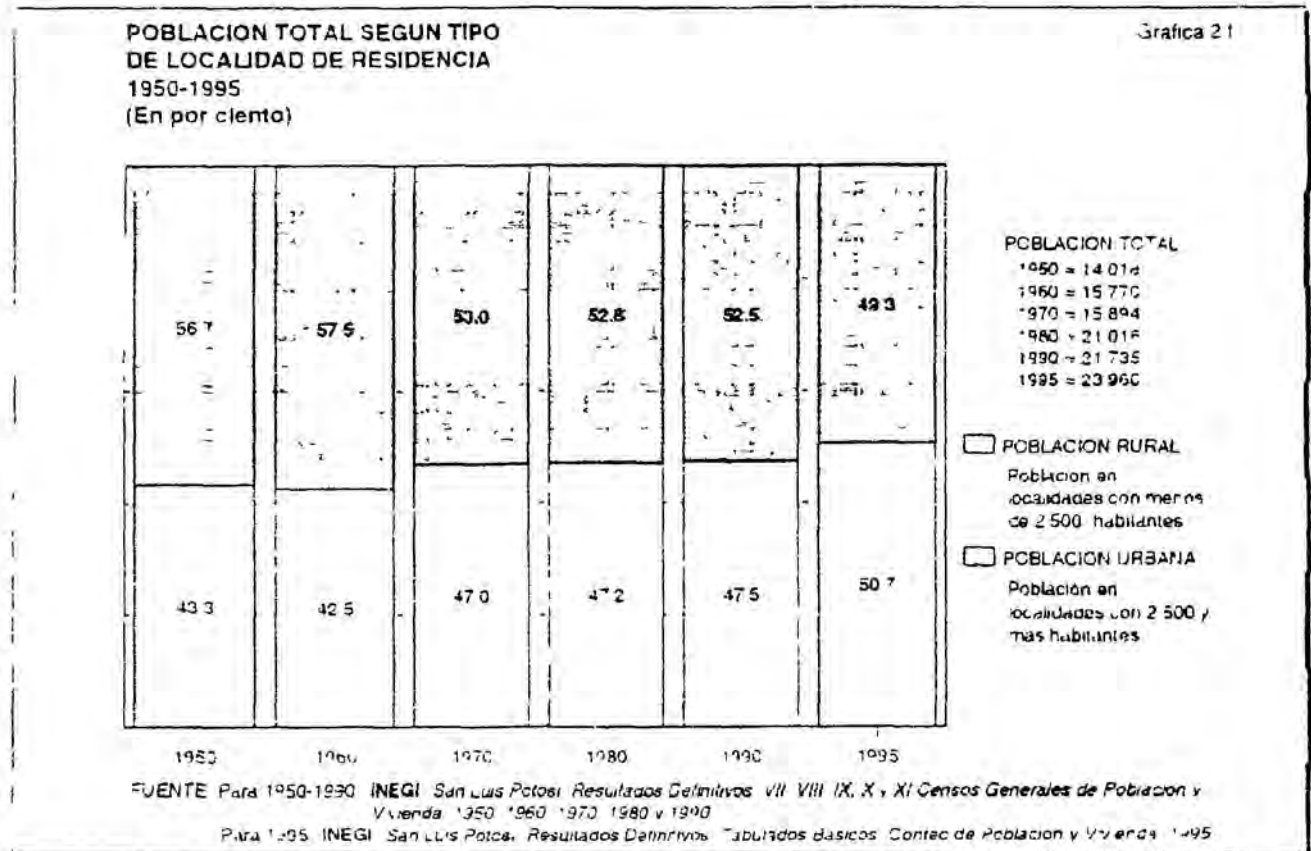 POBLACION TOTAL SEGUN TIPO
DE LOCALIDAD DE RESIDENCIA
1950-1995
(En por ciento)
Grafica 2 1
56.7
57.5
53.0
52.8
52.5
49.3
43.3
42.5
47.0
47.2
47.5
50.7
POBLACION TOTAL
1950 =
1960 = 15 770
1970 = 15 894
1980 = 21 016
1990 = 21 735
1995 = 23 960
POBLACION RURAL
Poblacion en
localidades con menos
de 2 500 habitantes
POBLACION URBANA
Poblacion en
localidades con 2 500 y
mas habitantes
1950
1960
1970
1980
1990
1995
FUENTE Para 1950-1990 INEGI San Luis Potosi Resultados Definitivos VII VIII IX, X y XI Censos Generales de Poblacion y
Vivienda 1950 1960 1970 1980 y 1990
Para 1995 INEGI San Luis Potosi Resultados Definitivos Tabulados Basicos Conteo de Poblacion y Vivienda 1995